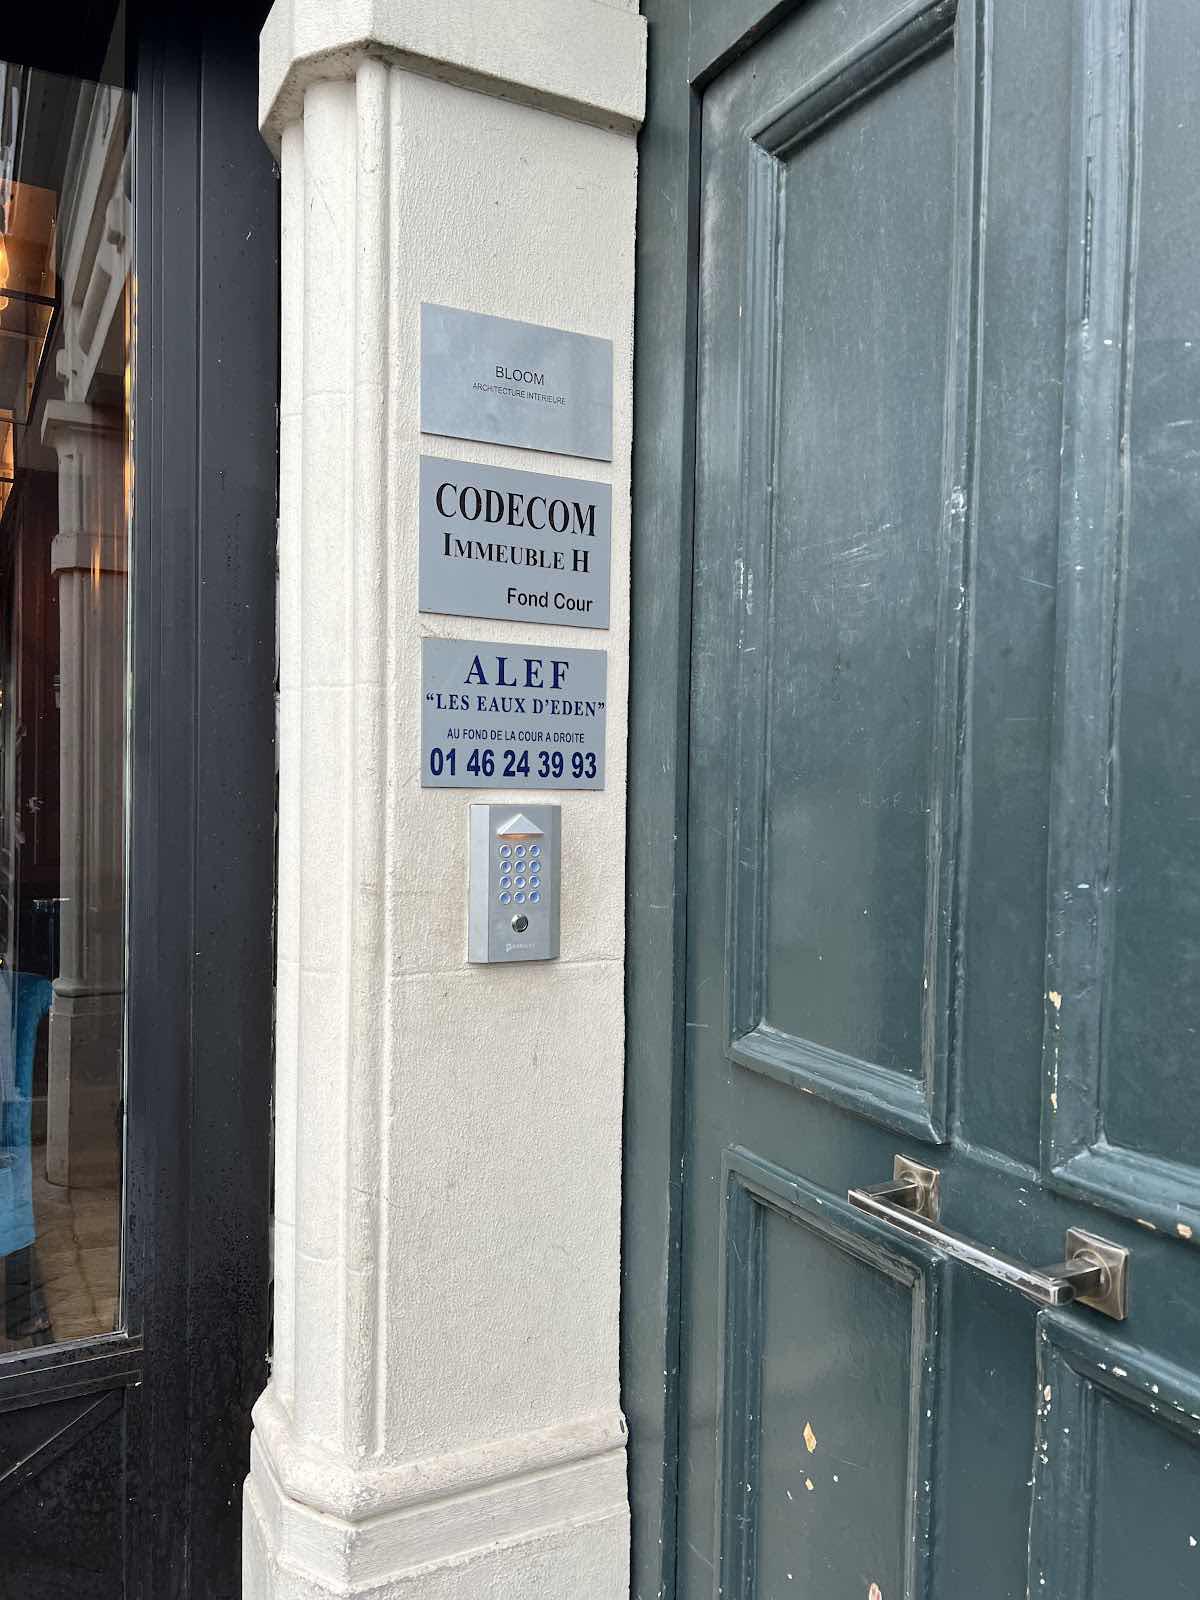 BLOOM
ARCHITECTURE INTERIEURE
CODECOM
IMMEUBLE H
Fond Cour
ALEF
“LES EAUX D’EDEN”
AU FOND DE LA COUR A DROITE
01 46 24 39 93